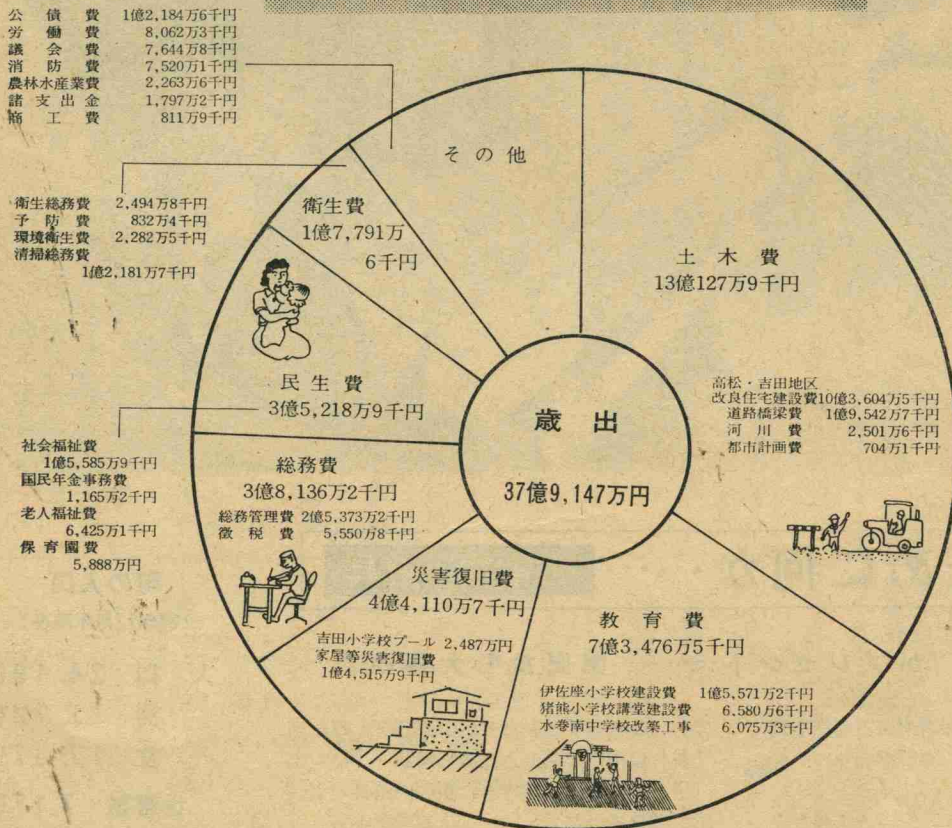 公債費 1億2,184万6千円
労働費 8,062万3千円
議会費 7,644万8千円
消防費 7,520万1千円
農林水産業費 2,263万6千円
諸支出金 1,797万2千円
商工費 811万9千円
その他
衛生総務費 2,494万8千円
予防費 832万4千円
環境衛生費 2,282万5千円
清掃総務費
1億2,181万7千円
衛生費
1億7,791万
6千円
土木費
13億127万9千円
高松・吉田地区
改良住宅建設費10億3,604万5千円
道路橋梁費 1億9,542万7千円
河川費 2,501万6千円
都市計画費 704万1千円
民生費
3億5,218万9千円
社会福祉費
1億5,585万9千円
国民年金事務費
1,165万2千円
老人福祉費
6,425万1千円
保育園費
5,888万円
歳出
37億9,147万円
総務費
3億8,136万2千円
総務管理費 2億5,373万2千円
徴税費 5,550万8千円
災害復旧費
4億4,110万7千円
吉田小学校プール 2,487万円
家屋等災害復旧費
1億4,515万9千円
教育費
7億3,476万5千円
伊佐座小学校建設費 1億5,571万2千円
猪熊小学校講堂建設費 6,580万6千円
水巻南中学校改築工事 6,075万3千円